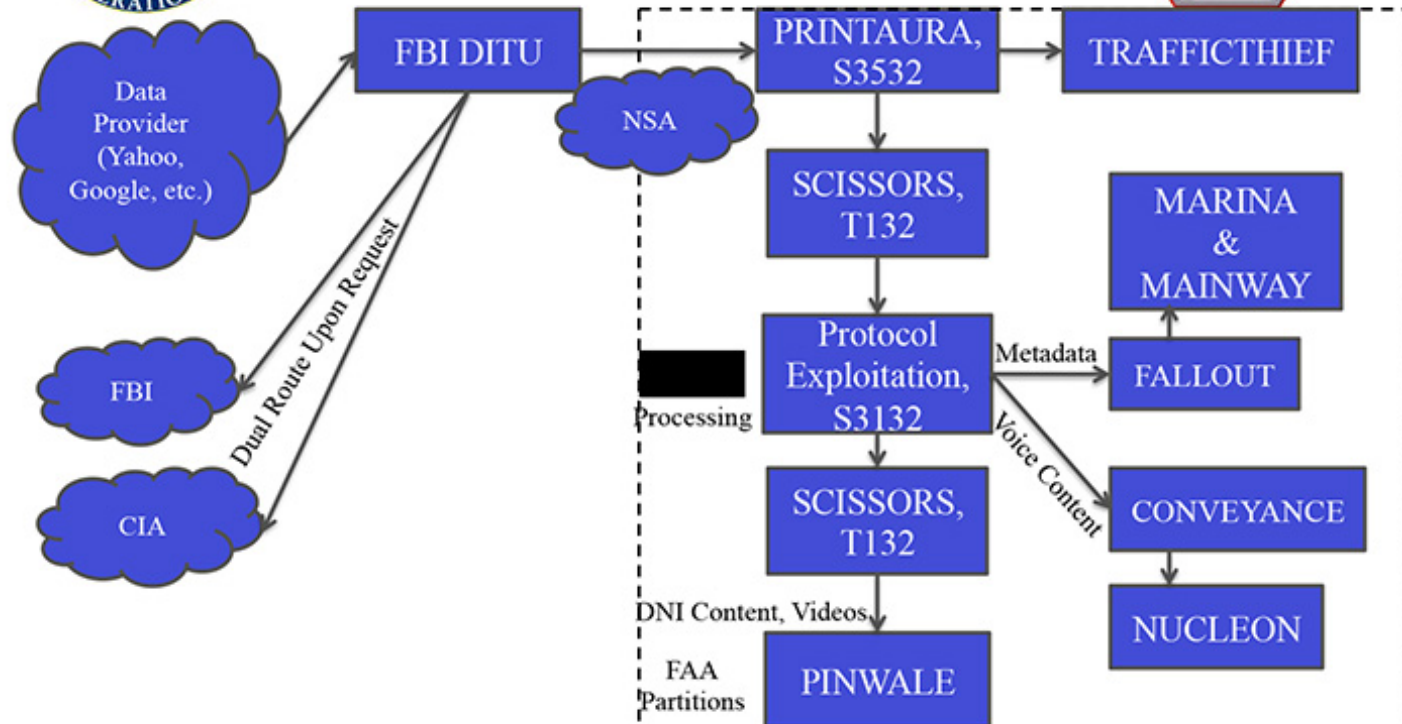 ERATIO
Data
Provider
(Yahoo,
Google, etc.)
FBI DITU
NSA
PRINTAURA,
S3532
TRAFFICTHIEF
SCISSORS,
T132
MARINA
&
MAINWAY
Dual Route Upon Request
FBI
CIA
Processing
Protocol
Exploitation,
S3132
Metadata
FALLOUT
Voice Content
SCISSORS,
T132
CONVEYANCE
NUCLEON
DNI Content, Videos
FAA
Partitions
PINWALE